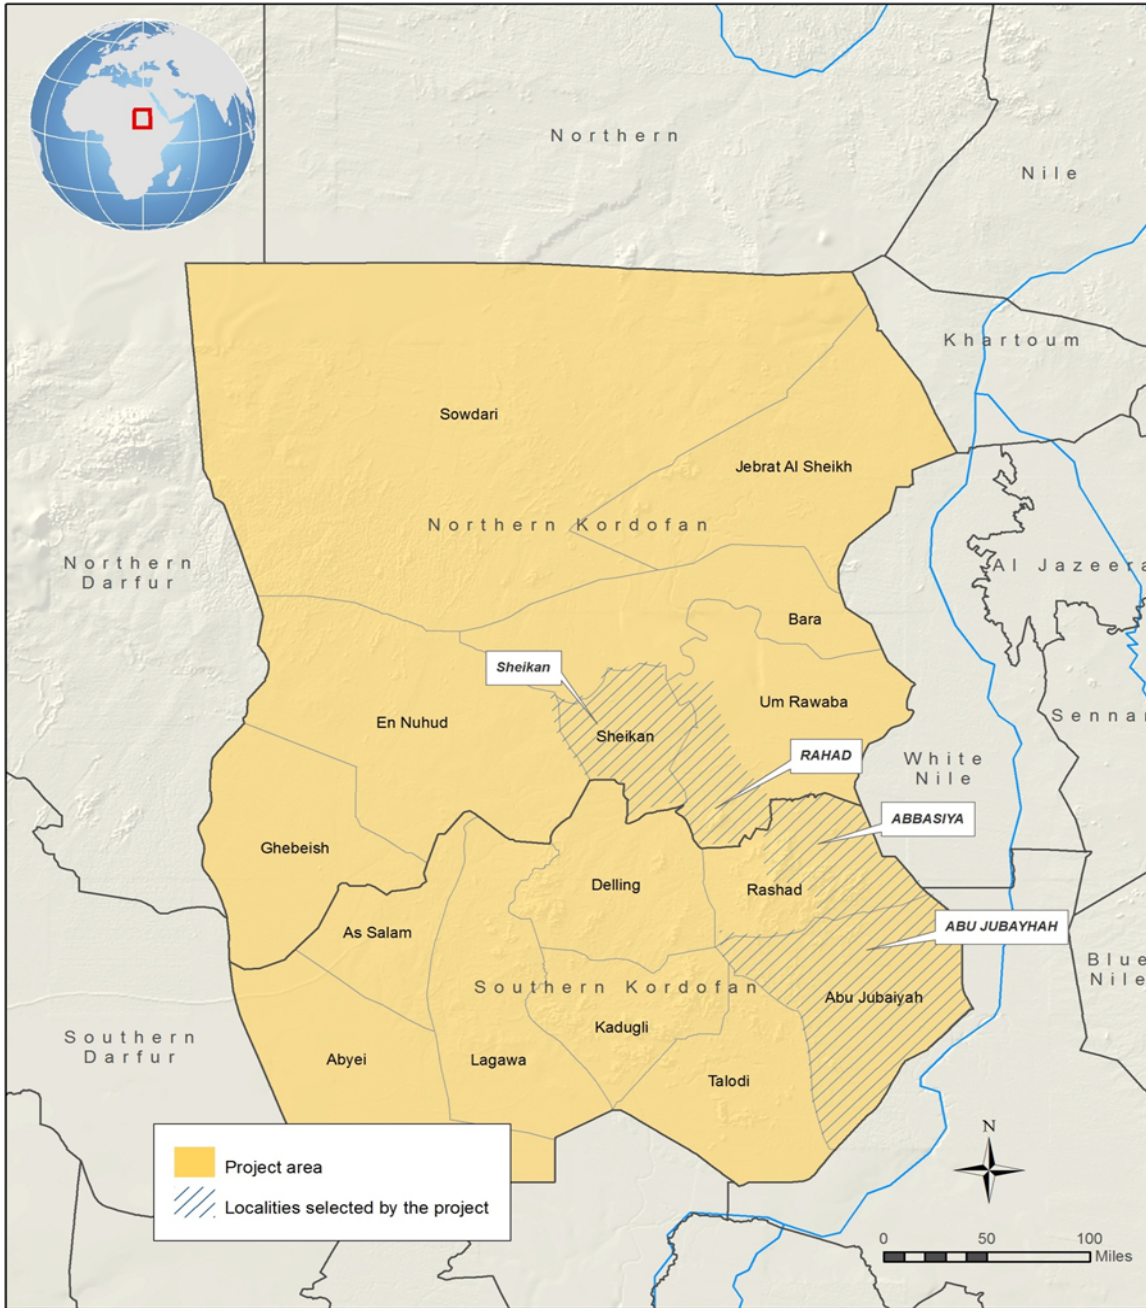 Northern
Nile
Khartoum
Sowdari
Jebrat Al Sheikh
Northern Kordofan
Northern
Darfur
Al Jazeera
Bara
Sheikan
En Nuhud
Um Rawaba
Sheikan
Sennar
RAHAD
White
Nile
ABBASIYA
Ghebeish
Delling
Rashad
ABU JUBAYHAH
As Salam
Blue
Nile
Southern Kordofan
Abu Jubaiyah
Kadugli
Southern
Darfur
Abyei
Lagawa
Talodi
N
Project area
Localities selected by the project
0 50 100
Miles